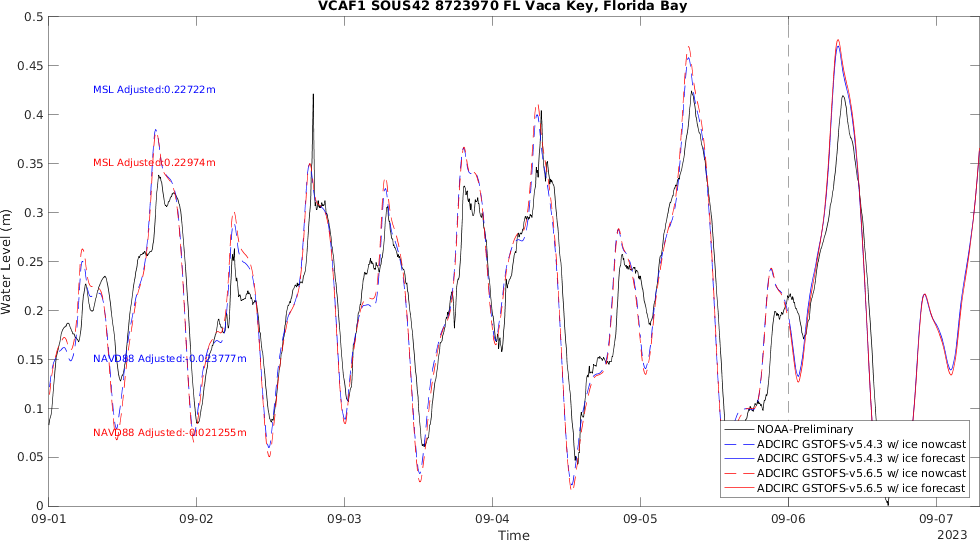 VCAF1 SOUS42 8723970 FL Vaca Key, Florida Bay
0.5
0.45
0.4
0.35
0.3
0.25
0.2
0.15
0.1
0.05
0
Water Level (m)
MSL Adjusted:0.22722m
MSL Adjusted:0.22974m
NAVD88 Adjusted:-0.023777m
NAVD88 Adjusted:-0.021255m
NOAA-Preliminary
ADCIRC GSTOFS-v5.4.3 w/ ice nowcast
ADCIRC GSTOFS-v5.4.3 w/ ice forecast
ADCIRC GSTOFS-v5.6.5 w/ ice nowcast
ADCIRC GSTOFS-v5.6.5 w/ ice forecast
09-01 09-02 09-03 09-04 09-05 09-06 09-07
Time
2023